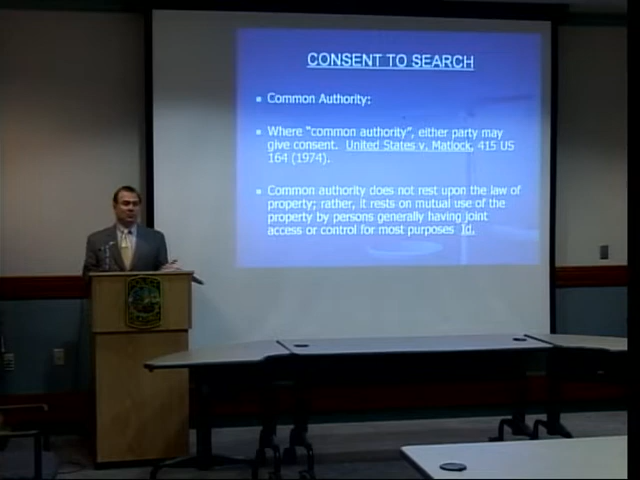 CONSENT TO SEARCH
Common Authority:
Where "common authority", either party may
give consent. United States v. Matlock, 415 US
164 (1974).
Common authority does not rest upon the law of
property; rather, it rests on mutual use of the
property by persons generally having joint
access or control for most purposes Id.